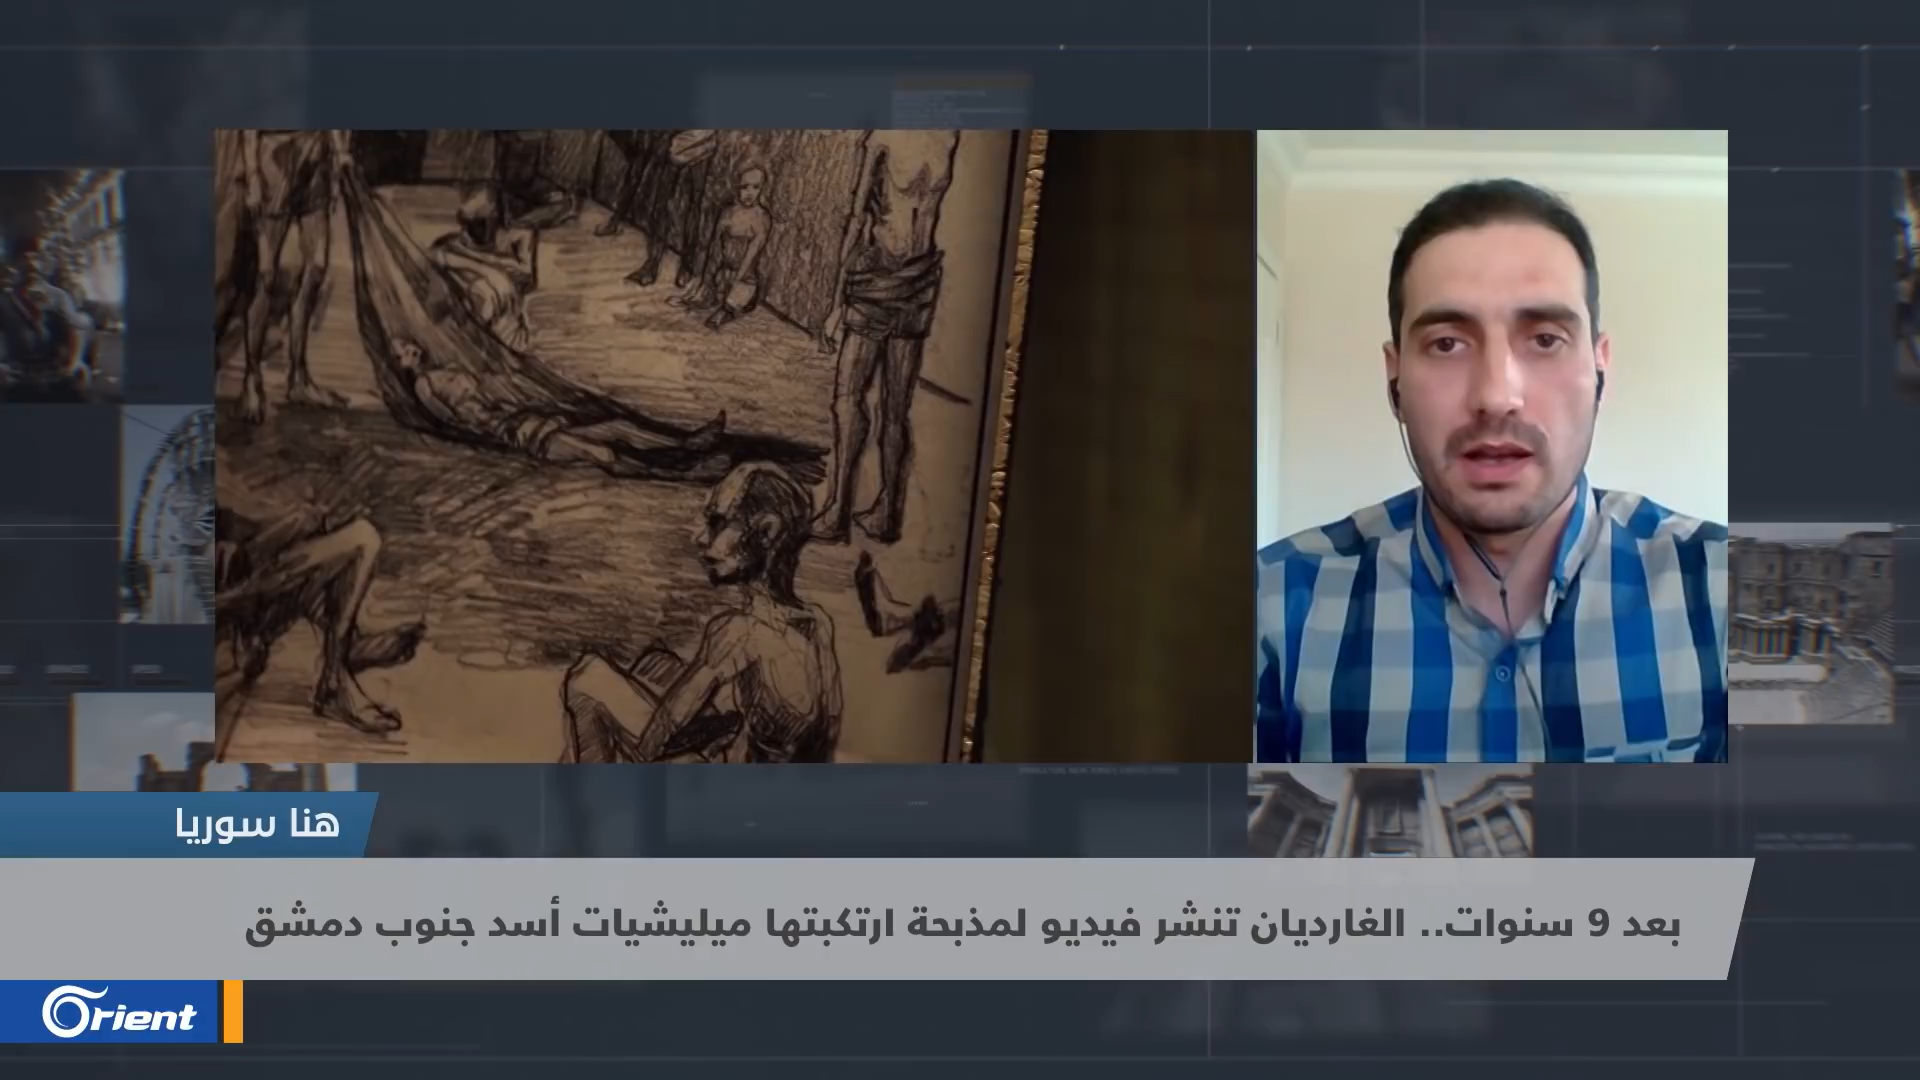 هنا سوريا
بعد 9 سنوات.. الغارديان تنشر فيديو لمذبحة ارتكبتها ميليشيات أسد جنوب دمشق
Orient